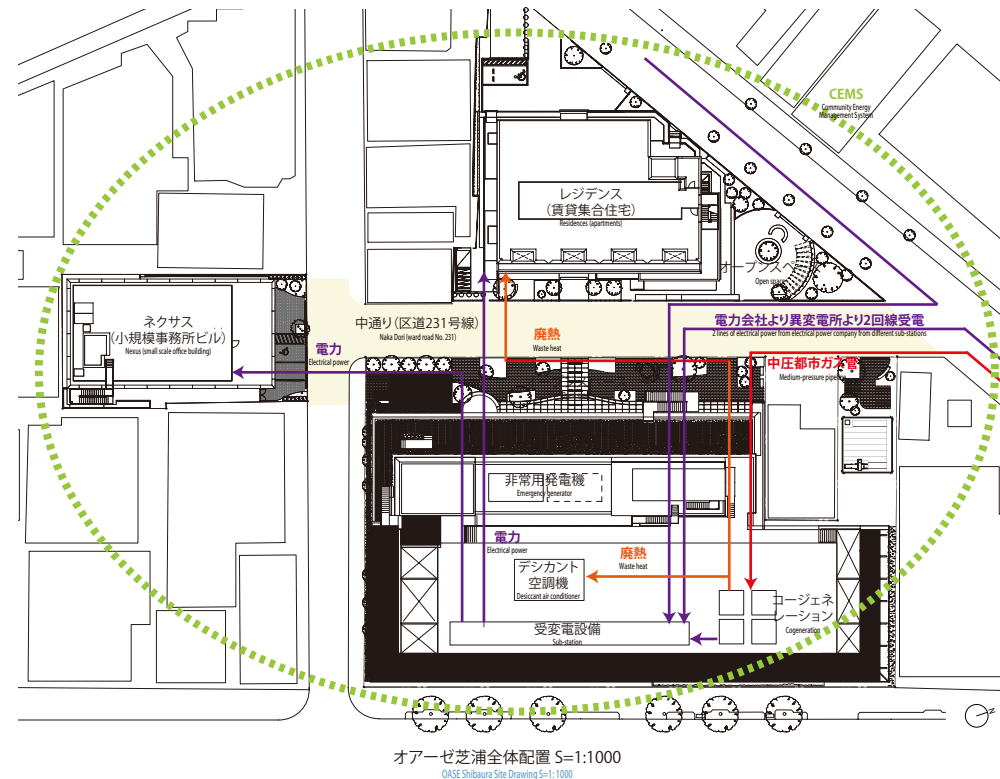 CEMS
Community Energy
Management System
レジデンス
（賃貸集合住宅）
Residences (apartments)
オープンスペ
Open space
ネクサス
（小規模事務所ビル）
Nexus (small scale office building)
電力
Electrical power
中通り（区道231号線）
Naka Dori (ward road No. 231)
廃熱
Waste heat
電力会社より異変電所より2回線受電
2 lines of electrical power from electrical power company from different sub-stations
中圧都市ガス管
Medium-pressure pipeline
非常用発電機
Emergency generator
電力
Electrical power
廃熱
Waste heat
デシカント
空調機
Desiccant air conditioner
コージェネ
レーション
Cogeneration
受変電設備
Sub-station
N
オアーゼ芝浦全体配置 S=1:1000
OASE Shibaura Site Drawing S=1: 1000